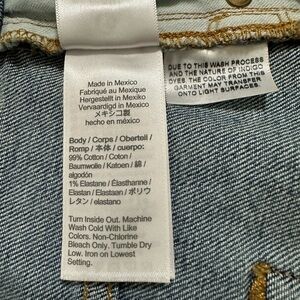 Made in Mexico
Fabriqué au Mexique
Hergestellt in Mexiko
Vervaardigd in Mexico
メキシコ製
hecho en méxico
Body / Corps / Oberteil /
Romp / 本体 / cuerpo:
99% Cotton / Coton /
Baumwolle / Katoen / 綿 /
algodón
1% Elastane / Élasthanne /
Elastan / Elastaan / ポリウ
レタン / elastano
Turn Inside Out. Machine
Wash Cold With Like
Colors. Non-Chlorine
Bleach Only. Tumble Dry
Low. Iron on Lowest
Setting.
DUE TO THIS WASH PROCESS
AND THE NATURE OF INDIGO
DYES, THE COLOR FROM THIS
GARMENT MAY TRANSFER
ONTO LIGHT SURFACES.